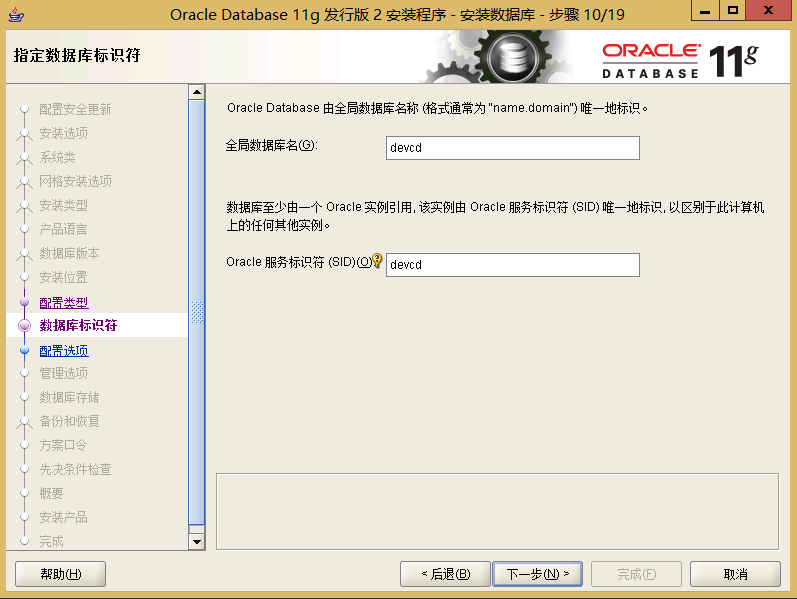 Oracle Database 11g 发行版 2 安装程序 - 安装数据库 - 步骤 10/19
指定数据库标识符
ORACLE
DATABASE 11g
配置安全更新
安装选项
系统类
网格安装选项
安装类型
产品语言
数据库版本
安装位置
配置类型
数据库标识符
配置选项
管理选项
数据库存储
备份和恢复
方案口令
先决条件检查
概要
安装产品
完成
Oracle Database 由全局数据库名称 (格式通常为 "name.domain") 唯一地标识。
全局数据库名(G): devcd
数据库至少由一个 Oracle 实例引用, 该实例由 Oracle 服务标识符 (SID) 唯一地标识, 以区别于此计算机
上的任何其他实例。
Oracle 服务标识符 (SID)(O) devcd
帮助(H)
< 后退(B)
下一步(N) >
完成(F)
取消